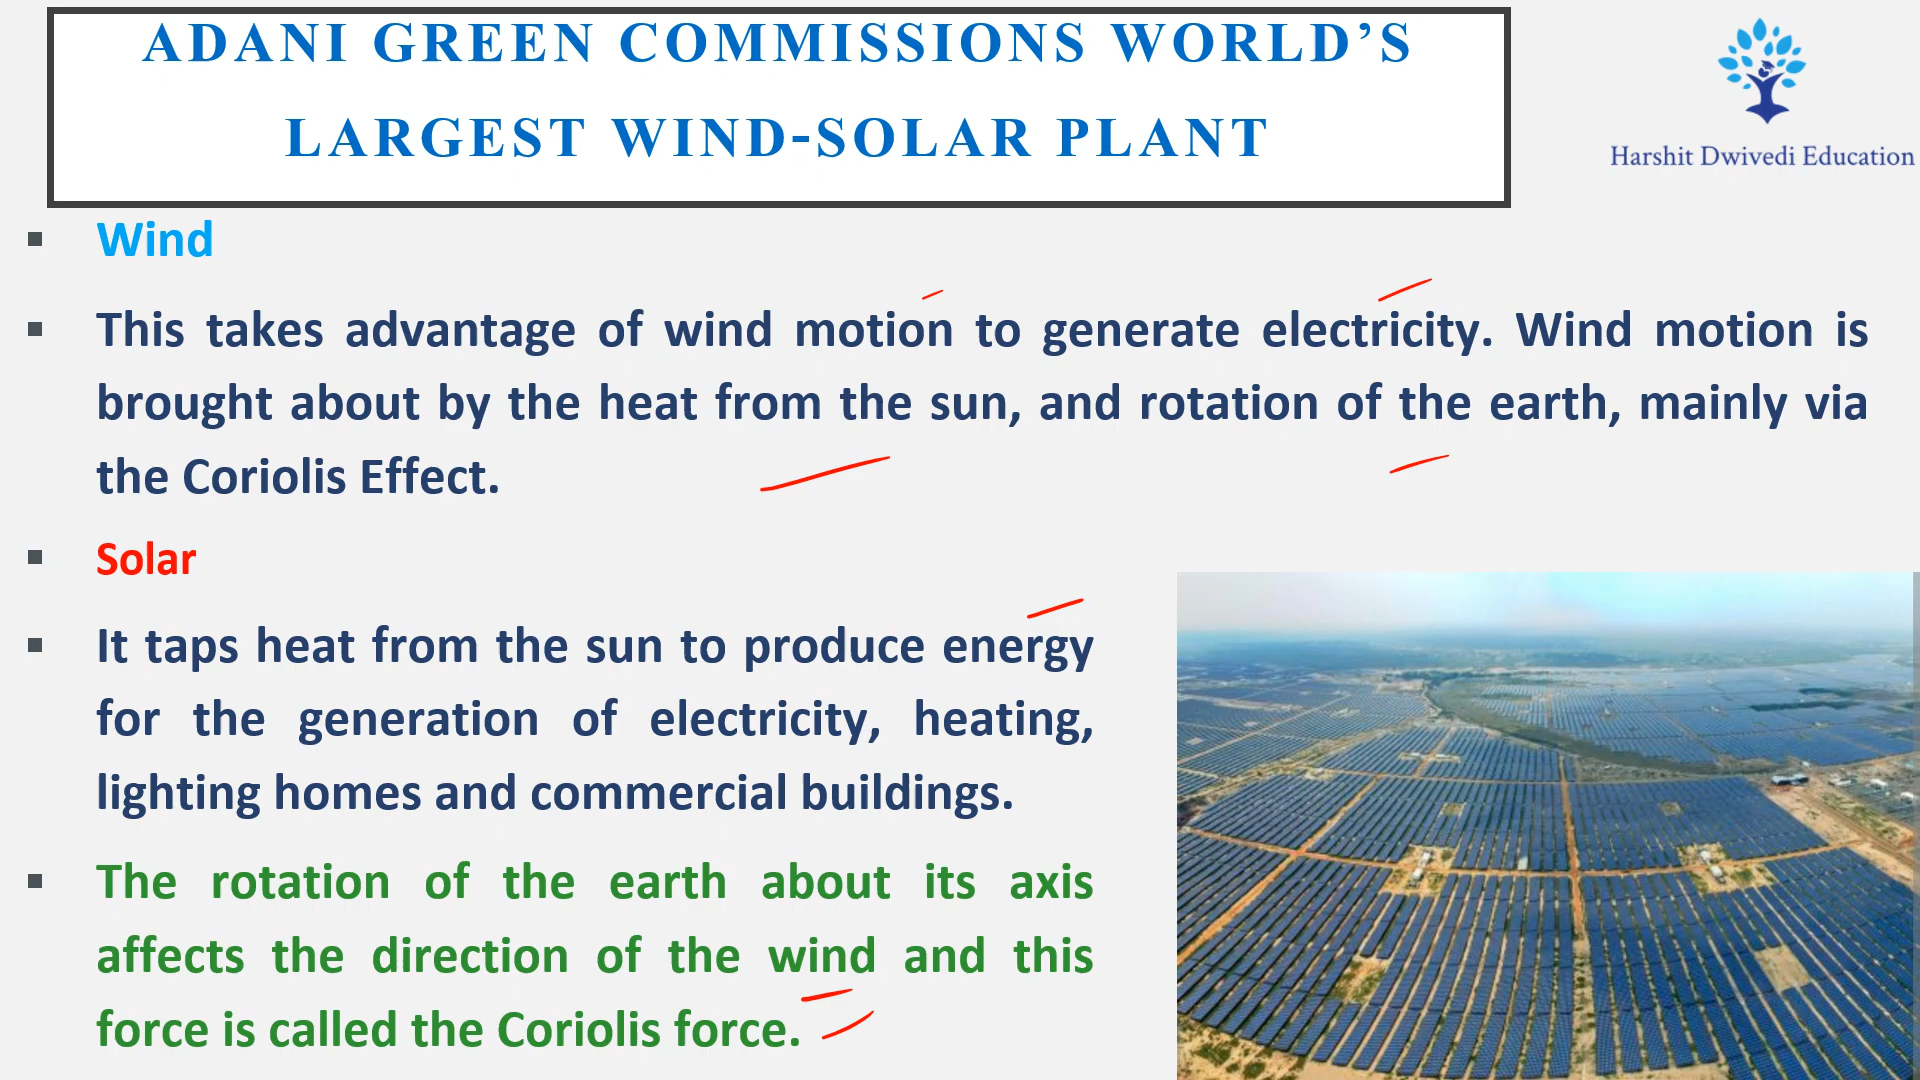 ADANI GREEN COMMISSIONS WORLD’S
LARGEST WIND-SOLAR PLANT
Harshit Dwivedi Education
Wind
This takes advantage of wind motion to generate electricity. Wind motion is
brought about by the heat from the sun, and rotation of the earth, mainly via
the Coriolis Effect.
Solar
It taps heat from the sun to produce energy
for the generation of electricity, heating,
lighting homes and commercial buildings.
The rotation of the earth about its axis
affects the direction of the wind and this
force is called the Coriolis force.